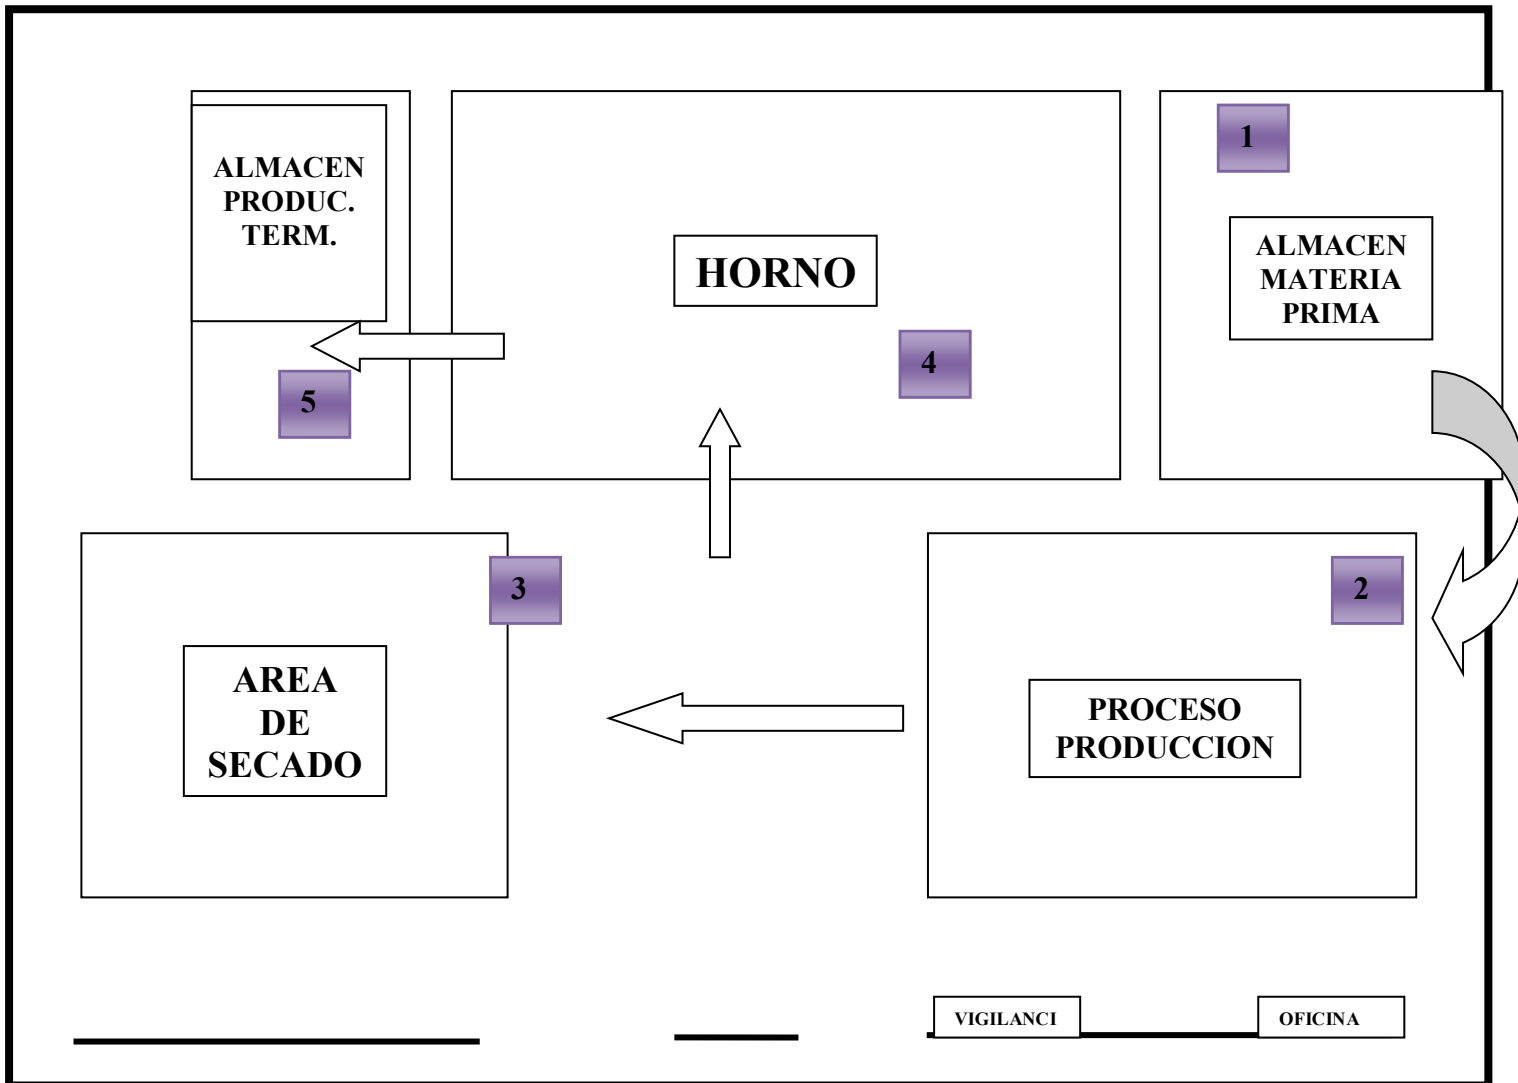 ALMACEN
PRODUC.
TERM.
5
HORNO
4
1
ALMACEN
MATERIA
PRIMA
3
AREA
DE
SECADO
2
PROCESO
PRODUCCION
VIGILANCI
OFICINA